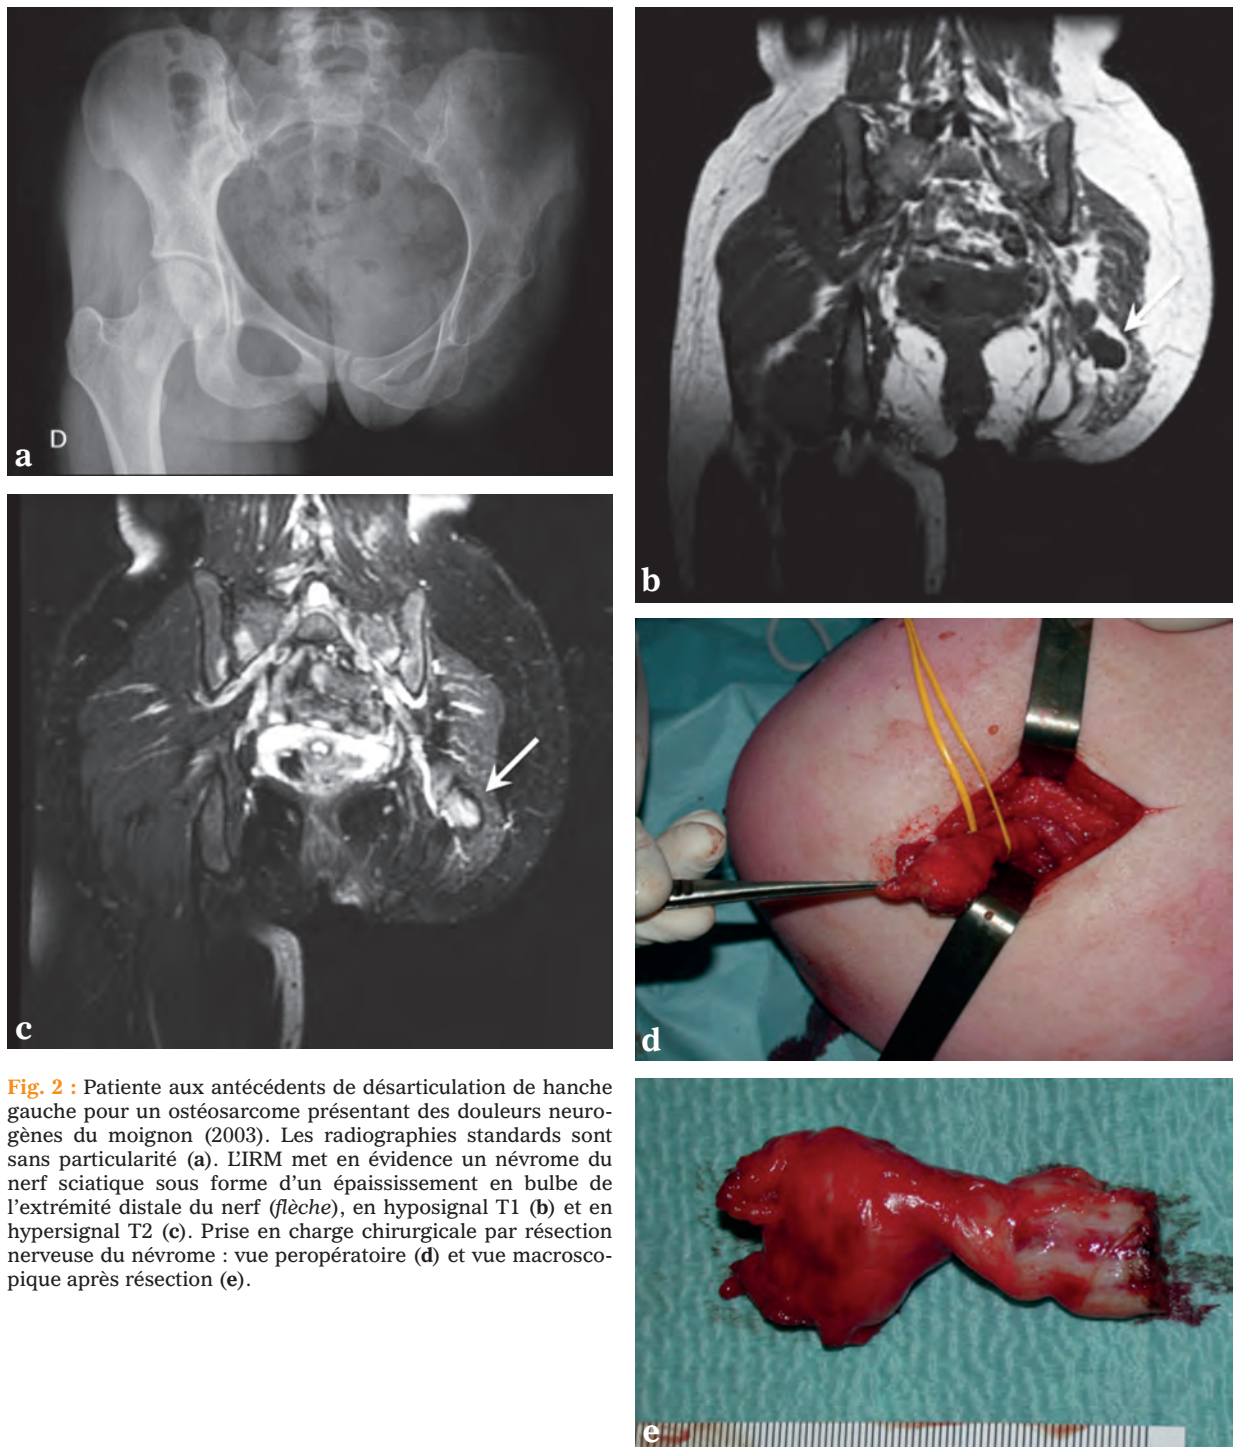 a
D
b
c
d
e
Fig. 2 : Patiente aux antécédents de désarticulation de hanche
gauche pour un ostéosarcome présentant des douleurs neuro-
gènes du moignon (2003). Les radiographies standards sont
sans particularité (a). L’IRM met en évidence un névrome du
nerf sciatique sous forme d’un épaississement en bulbe de
l’extrémité distale du nerf (flèche), en hyposignal T1 (b) et en
hypersignal T2 (c). Prise en charge chirurgicale par résection
nerveuse du névrome : vue peropératoire (d) et vue macrosco-
pique après résection (e).